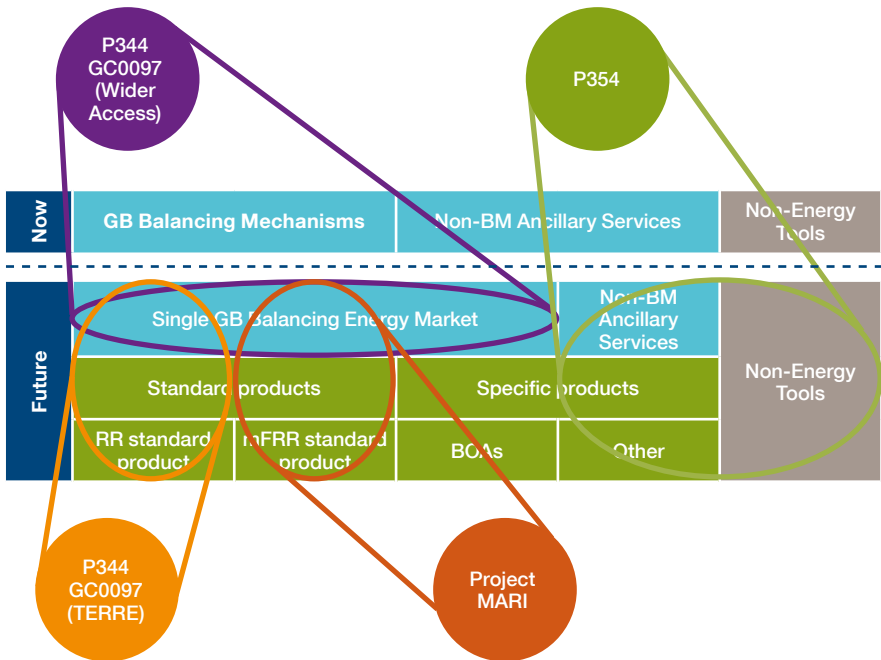 P344
GC0097
(Wider
Access)
P354
Now
GB Balancing Mechanisms
Non-BM Ancillary Services
Non-Energy
Tools
Future
Single GB Balancing Energy Market
Non-BM
Ancillary
Services
Non-Energy
Tools
Standard products
Specific products
RR standard
product
mFRR standard
product
BOAs
Other
P344
GC0097
(TERRE)
Project
MARI